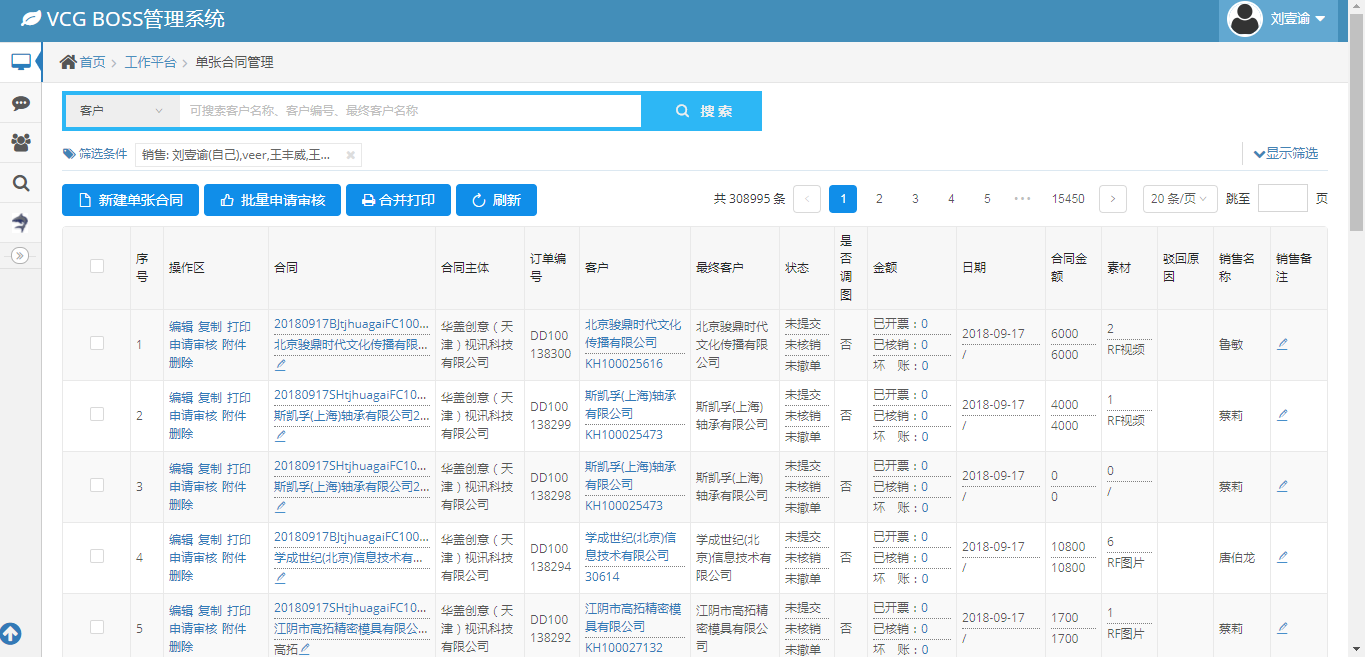 VCG BOSS管理系统
刘壹谕
首页 工作平台 单张合同管理
客户 可搜索客户名称、客户编号、最终客户名称 搜 索
筛选条件 销售: 刘壹谕(自己),veer,王丰威,王... 显示筛选
新建单张合同 批量申请审核 合并打印 刷新 共 308995 条 1 2 3 4 5 ··· 15450 20 条/页 跳至 页
序号 操作区 合同 合同主体 订单编号 客户 最终客户 状态 是否调图 金额 日期 合同金额 素材 驳回原因 销售名称 销售备注
1
编辑 复制 打印
申请审核 附件
删除
20180917BJtjhuagaiFC100...
北京骏鼎时代文化传播有限...
华盖创意（天
津）视讯科技
有限公司
DD100
138300
北京骏鼎时代文化
传播有限公司
KH100025616
北京骏鼎时代
文化传播有限
公司
未提交
未核销
未撤单
否
已开票：0
已核销：0
坏 账：0
2018-09-17
/
6000
6000
2
RF视频
鲁敏
2
编辑 复制 打印
申请审核 附件
删除
20180917SHtjhuagaiFC10...
斯凯孚(上海)轴承有限公司2...
华盖创意（天
津）视讯科技
有限公司
DD100
138299
斯凯孚(上海)轴承
有限公司
KH100025473
斯凯孚(上海)
轴承有限公司
未提交
未核销
未撤单
否
已开票：0
已核销：0
坏 账：0
2018-09-17
/
4000
4000
1
RF视频
蔡莉
3
编辑 复制 打印
申请审核 附件
删除
20180917SHtjhuagaiFC10...
斯凯孚(上海)轴承有限公司2...
华盖创意（天
津）视讯科技
有限公司
DD100
138298
斯凯孚(上海)轴承
有限公司
KH100025473
斯凯孚(上海)
轴承有限公司
未提交
未核销
未撤单
否
已开票：0
已核销：0
坏 账：0
2018-09-17
/
0
0
0
/
蔡莉
4
编辑 复制 打印
申请审核 附件
删除
20180917BJtjhuagaiFC100...
学成世纪(北京)信息技术有...
华盖创意（天
津）视讯科技
有限公司
DD100
138294
学成世纪(北京)信
息技术有限公司
30614
学成世纪(北
京)信息技术有
限公司
未提交
未核销
未撤单
否
已开票：0
已核销：0
坏 账：0
2018-09-17
/
10800
10800
6
RF图片
唐伯龙
5
编辑 复制 打印
申请审核 附件
删除
20180917SHtjhuagaiFC10...
江阴市高拓精密模具有限公...
高拓
华盖创意（天
津）视讯科技
有限公司
DD100
138292
江阴市高拓精密模
具有限公司
KH100027132
江阴市高拓精
密模具有限公
司
未提交
未核销
未撤单
否
已开票：0
已核销：0
坏 账：0
2018-09-17
/
1700
1700
1
RF图片
蔡莉